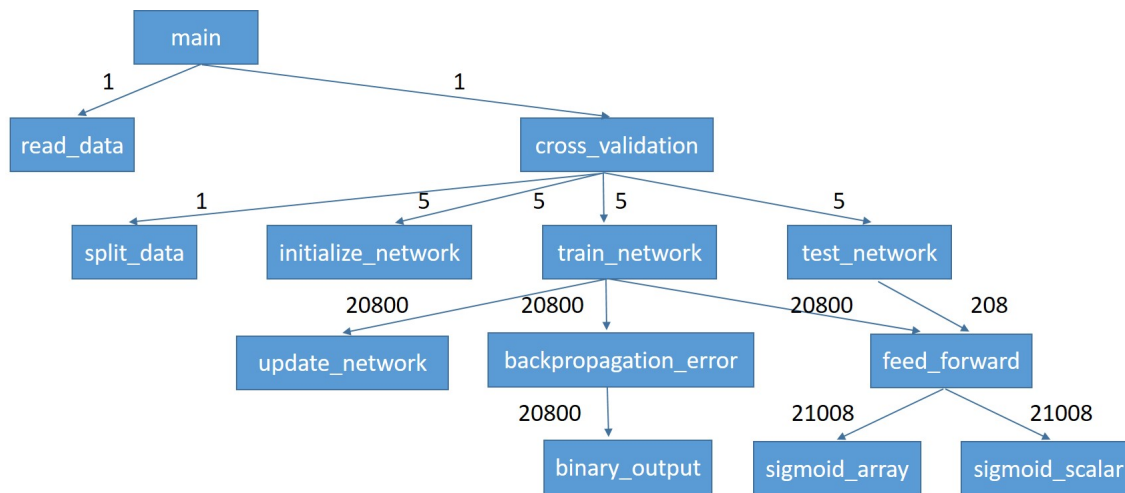 main
1
1
read_data
cross_validation
1
5
5
5
5
split_data
initialize_network
train_network
test_network
20800
20800
20800
208
update_network
backpropagation_error
feed_forward
20800
21008
21008
binary_output
sigmoid_array
sigmoid_scalar